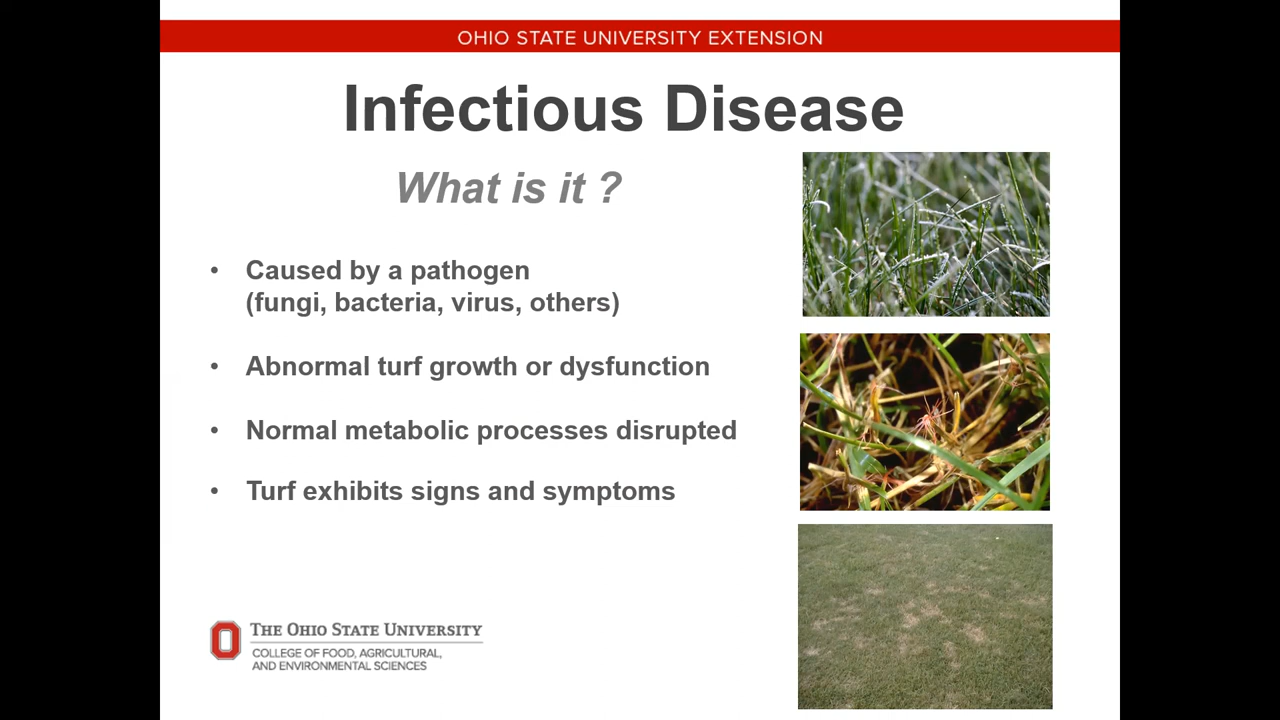 OHIO STATE UNIVERSITY EXTENSION
Infectious Disease
What is it ?
• Caused by a pathogen
(fungi, bacteria, virus, others)
• Abnormal turf growth or dysfunction
• Normal metabolic processes disrupted
• Turf exhibits signs and symptoms
THE OHIO STATE UNIVERSITY
COLLEGE OF FOOD, AGRICULTURAL,
AND ENVIRONMENTAL SCIENCES